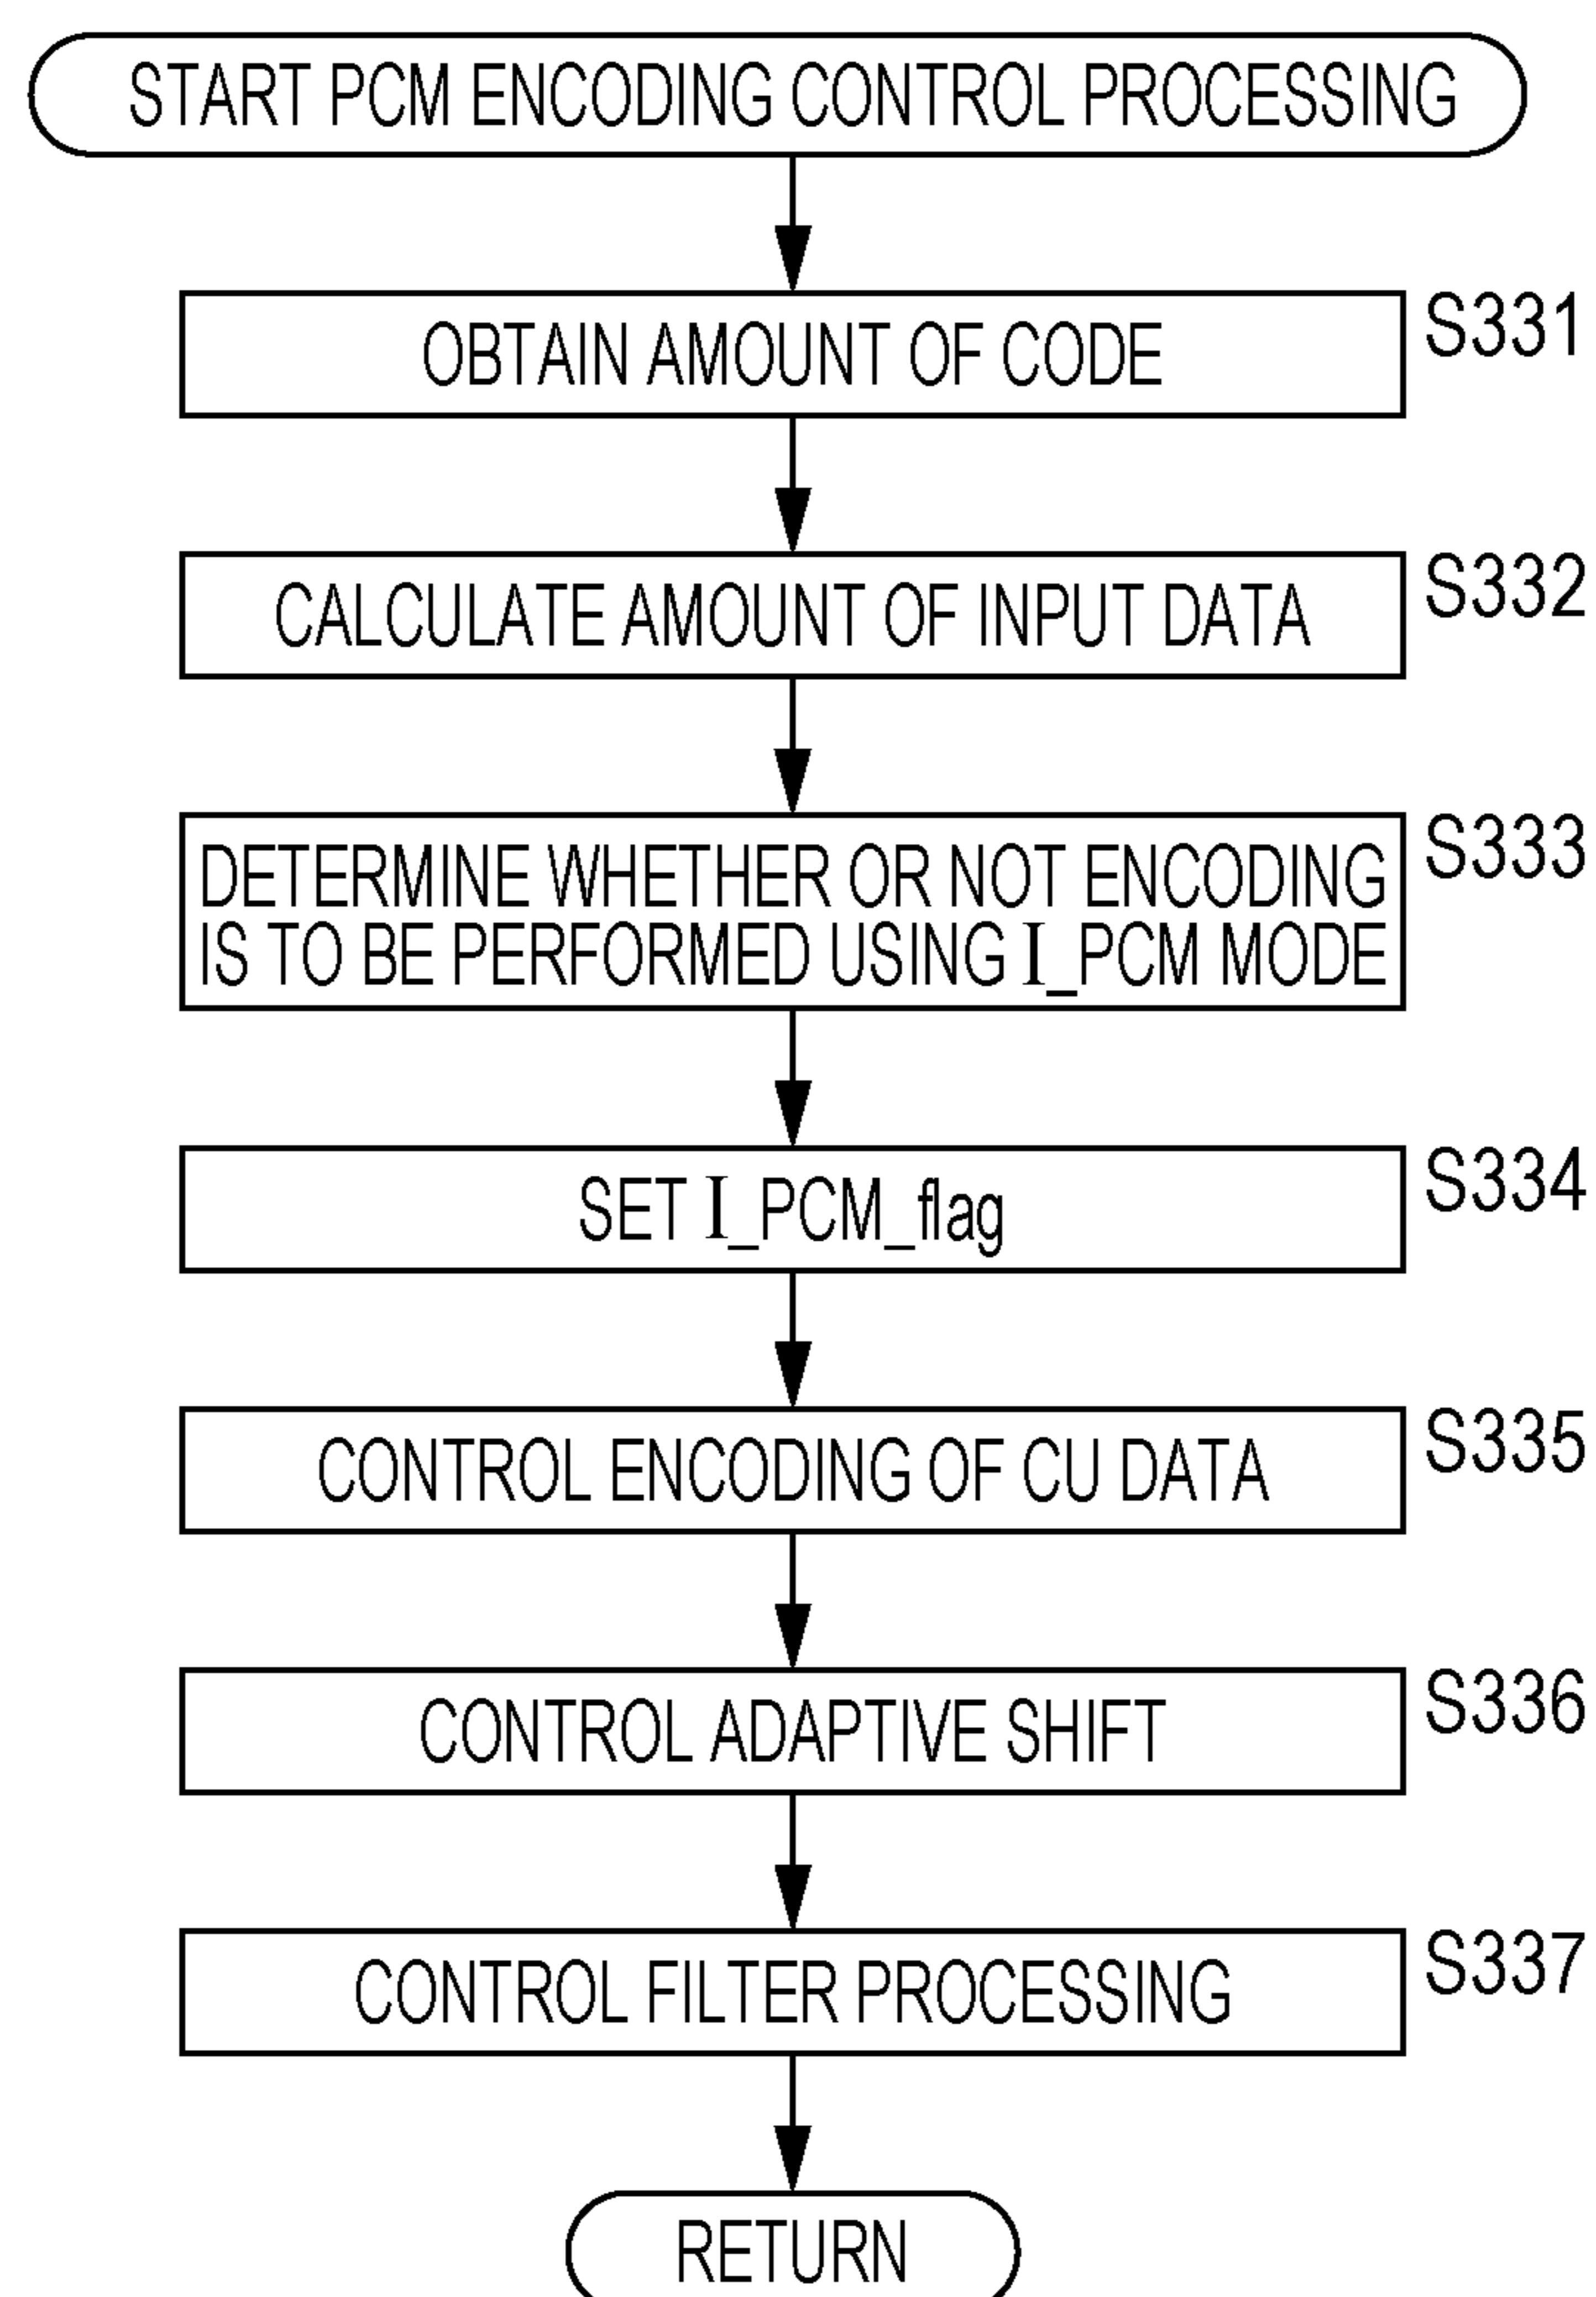 START PCM ENCODING CONTROL PROCESSING
OBTAIN AMOUNT OF CODE
S331
CALCULATE AMOUNT OF INPUT DATA
S332
DETERMINE WHETHER OR NOT ENCODING
IS TO BE PERFORMED USING I_PCM MODE
S333
SET I_PCM_flag
S334
CONTROL ENCODING OF CU DATA
S335
CONTROL ADAPTIVE SHIFT
S336
CONTROL FILTER PROCESSING
S337
RETURN